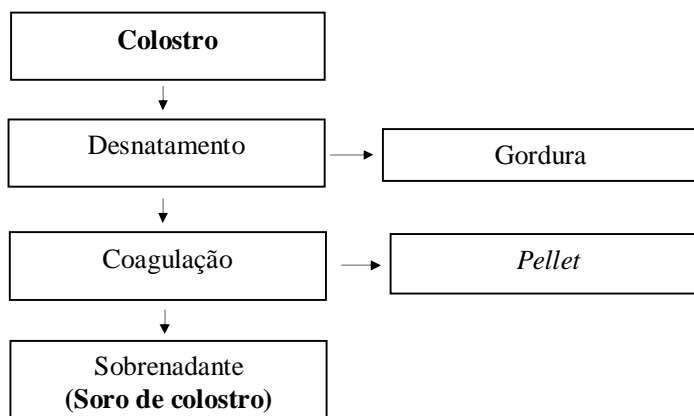 Colostro
Desnatamento
Gordura
Coagulação
Pellet
Sobrenadante
(Soro de colostro)